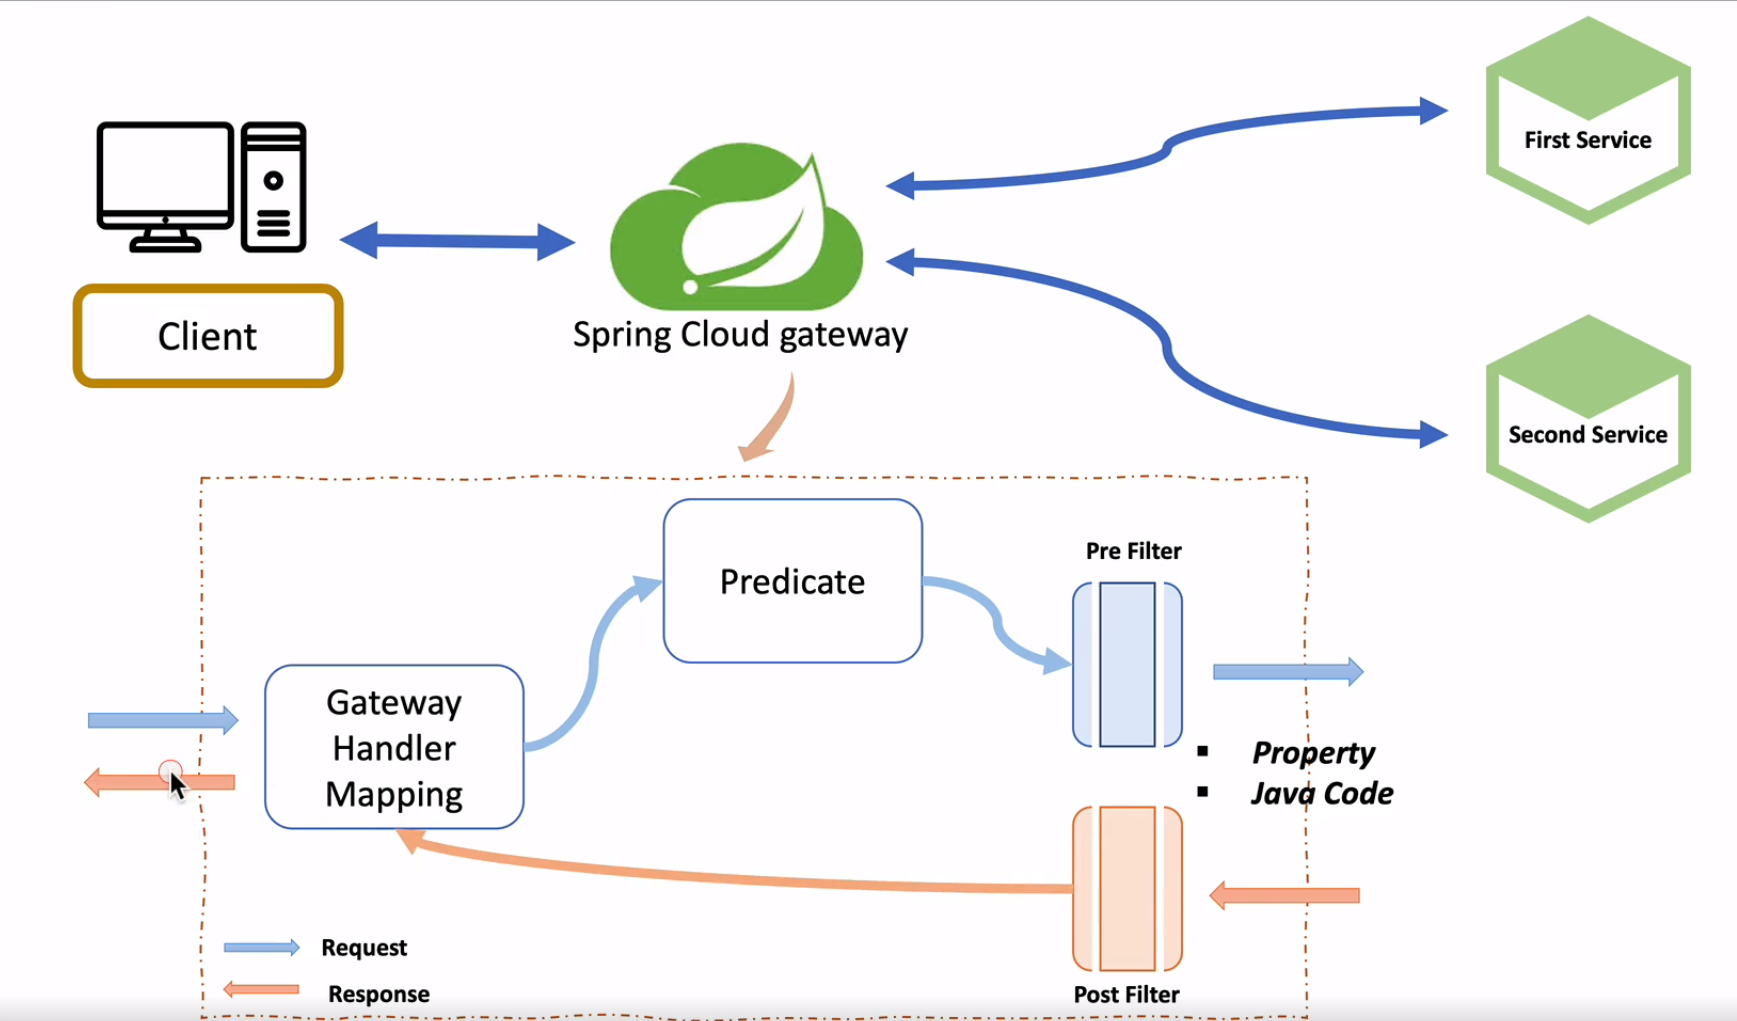 First Service
Client
Spring Cloud gateway
Second Service
Predicate
Pre Filter
Gateway
Handler
Mapping
▪ Property
▪ Java Code
Request
Response
Post Filter